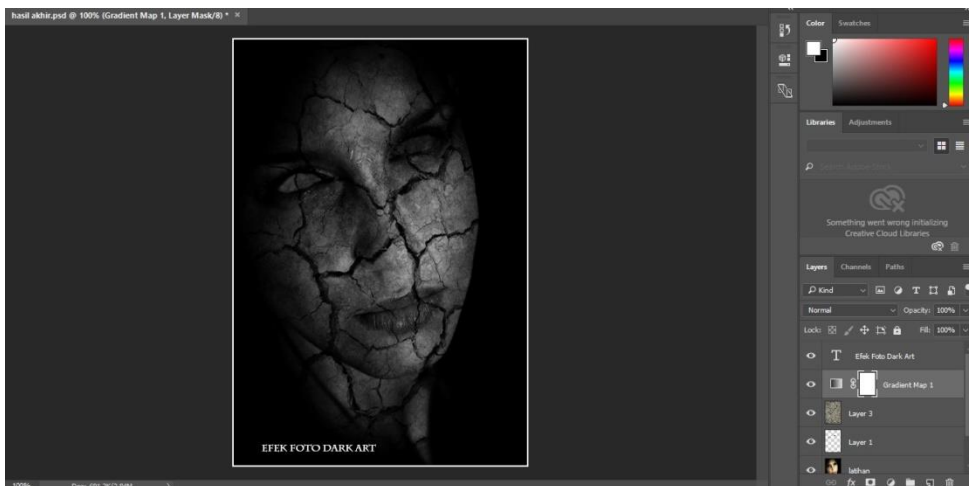 hasil akhir.psd @ 100% (Gradient Map 1, Layer Mask/8) * ×
Color Swatches
Libraries Adjustments
Something went wrong initializing
Creative Cloud Libraries
Layers Channels Paths
Kind
Normal Opacity: 100%
Lock: Fill: 100%
T Efek Foto Dark Art
Gradient Map 1
Layer 3
Layer 1
latihan
fx
EFEK FOTO DARK ART
100%